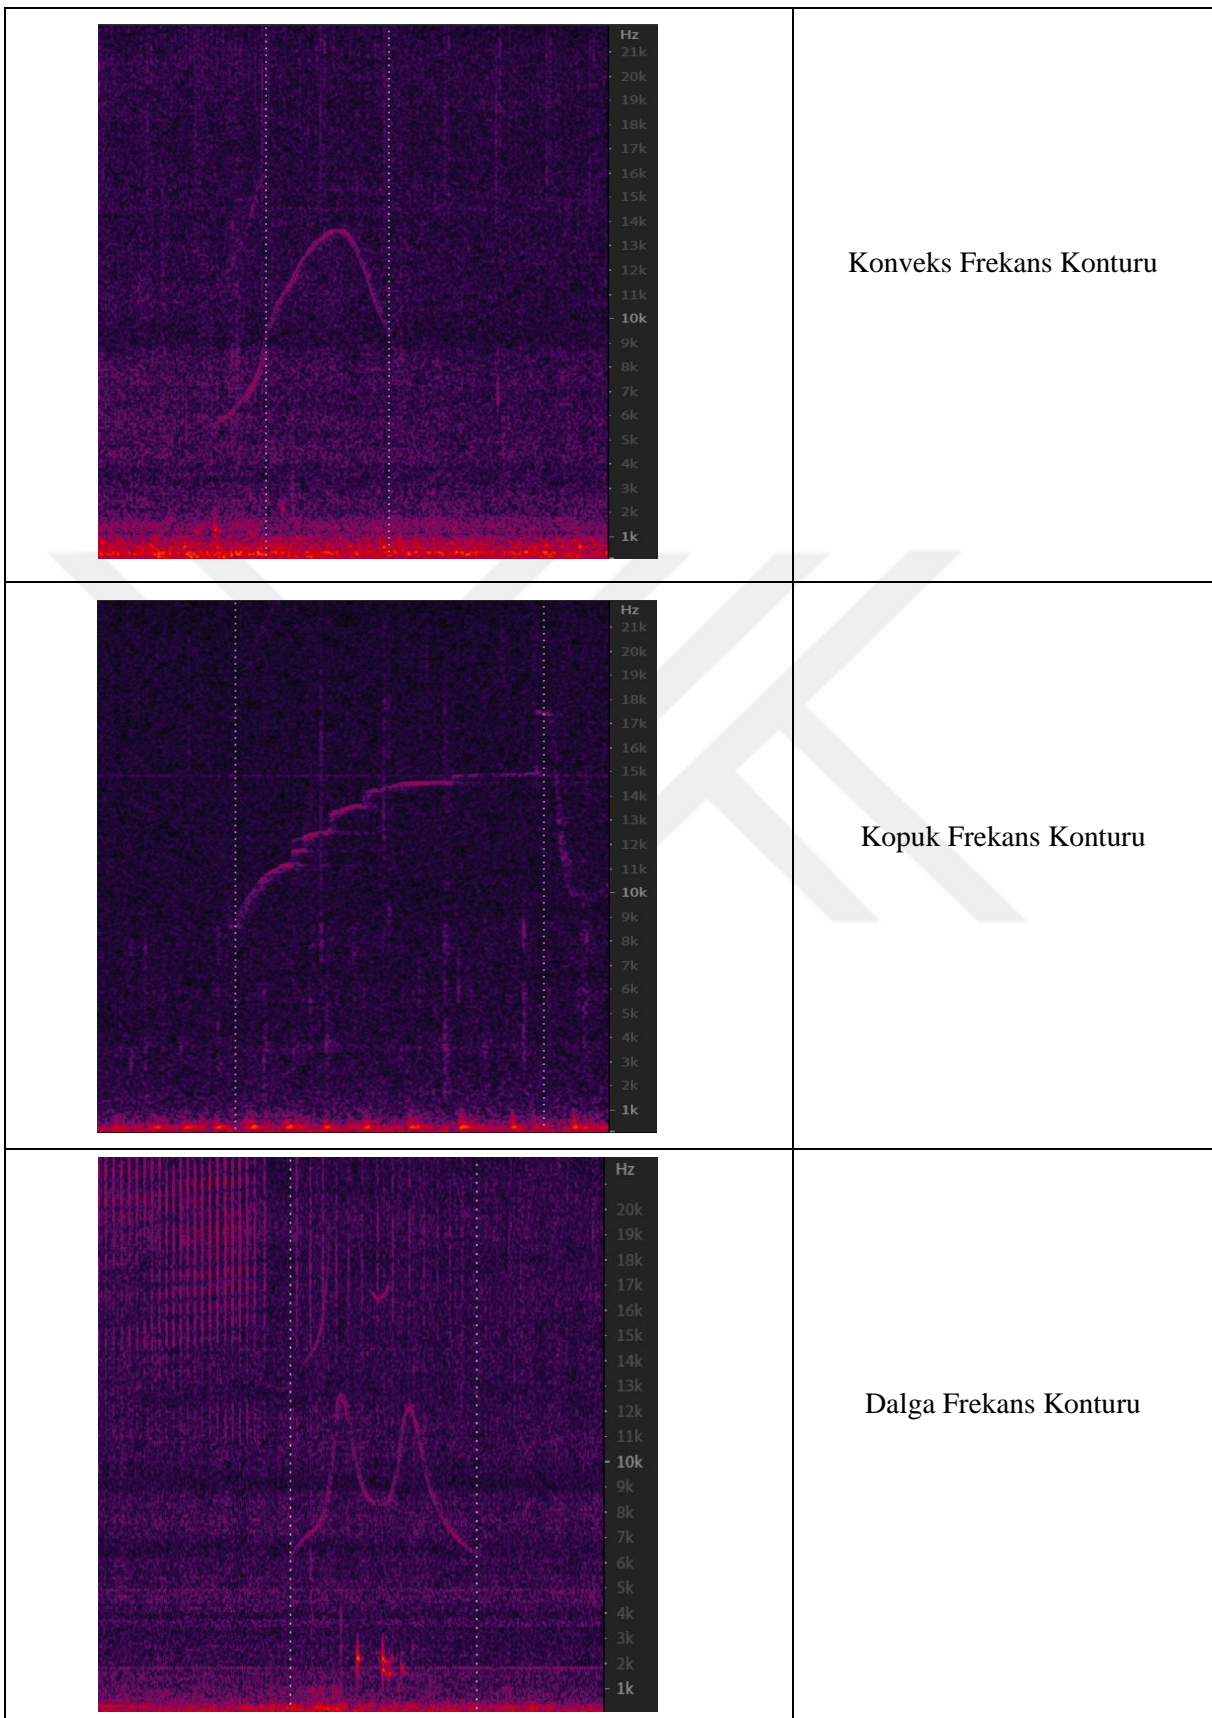 Hz
21k
20k
19k
18k
17k
16k
15k
14k
13k
12k
11k
10k
9k
8k
7k
6k
5k
4k
3k
2k
1k
Konveks Frekans Konturu
Hz
21k
20k
19k
18k
17k
16k
15k
14k
13k
12k
11k
10k
9k
8k
7k
6k
5k
4k
3k
2k
1k
Kopuk Frekans Konturu
Hz
20k
19k
18k
17k
16k
15k
14k
13k
12k
11k
10k
9k
8k
7k
6k
5k
4k
3k
2k
1k
Dalga Frekans Konturu